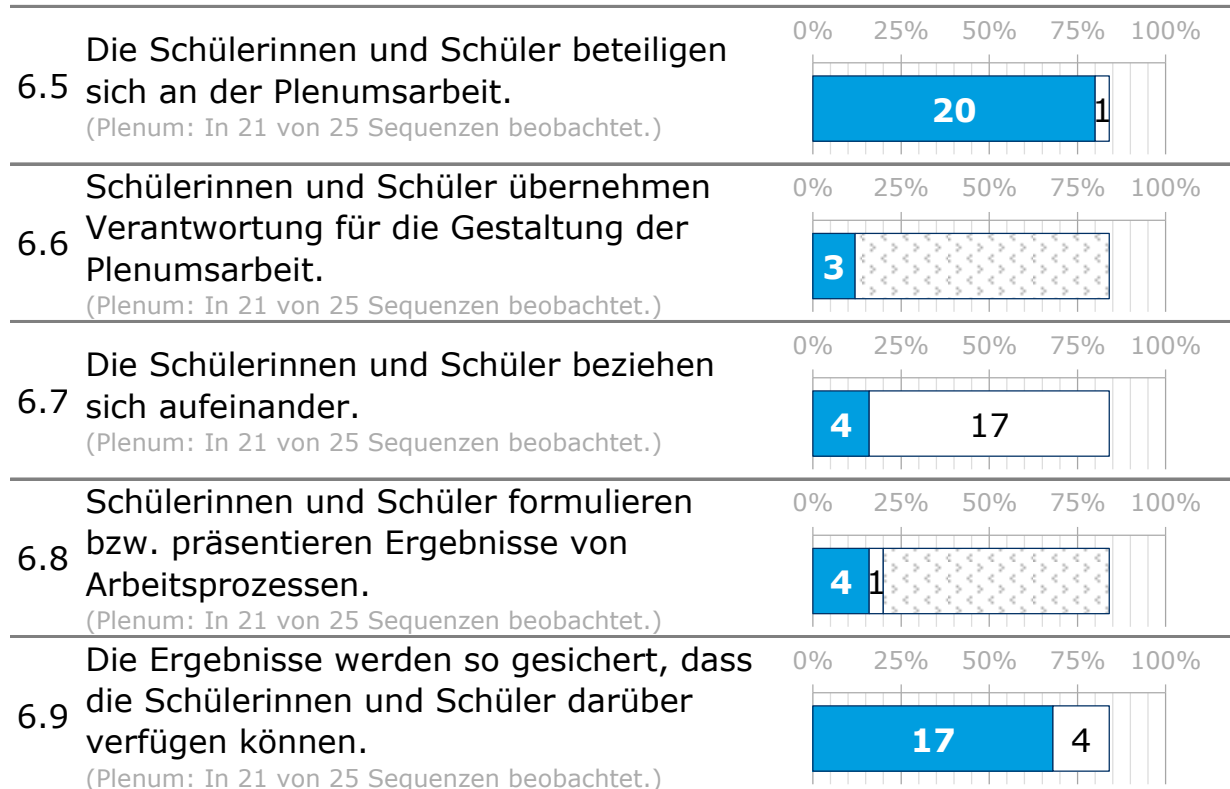 0% 25% 50% 75% 100%
Die Schülerinnen und Schüler beteiligen
6.5 sich an der Plenumsarbeit.
(Plenum: In 21 von 25 Sequenzen beobachtet.)
20 1
0% 25% 50% 75% 100%
Schülerinnen und Schüler übernehmen
6.6 Verantwortung für die Gestaltung der
Plenumsarbeit.
(Plenum: In 21 von 25 Sequenzen beobachtet.)
3
0% 25% 50% 75% 100%
Die Schülerinnen und Schüler beziehen
6.7 sich aufeinander.
(Plenum: In 21 von 25 Sequenzen beobachtet.)
4 17
0% 25% 50% 75% 100%
Schülerinnen und Schüler formulieren
6.8 bzw. präsentieren Ergebnisse von
Arbeitsprozessen.
(Plenum: In 21 von 25 Sequenzen beobachtet.)
4 1
0% 25% 50% 75% 100%
Die Ergebnisse werden so gesichert, dass
6.9 die Schülerinnen und Schüler darüber
verfügen können.
(Plenum: In 21 von 25 Sequenzen beobachtet.)
17 4